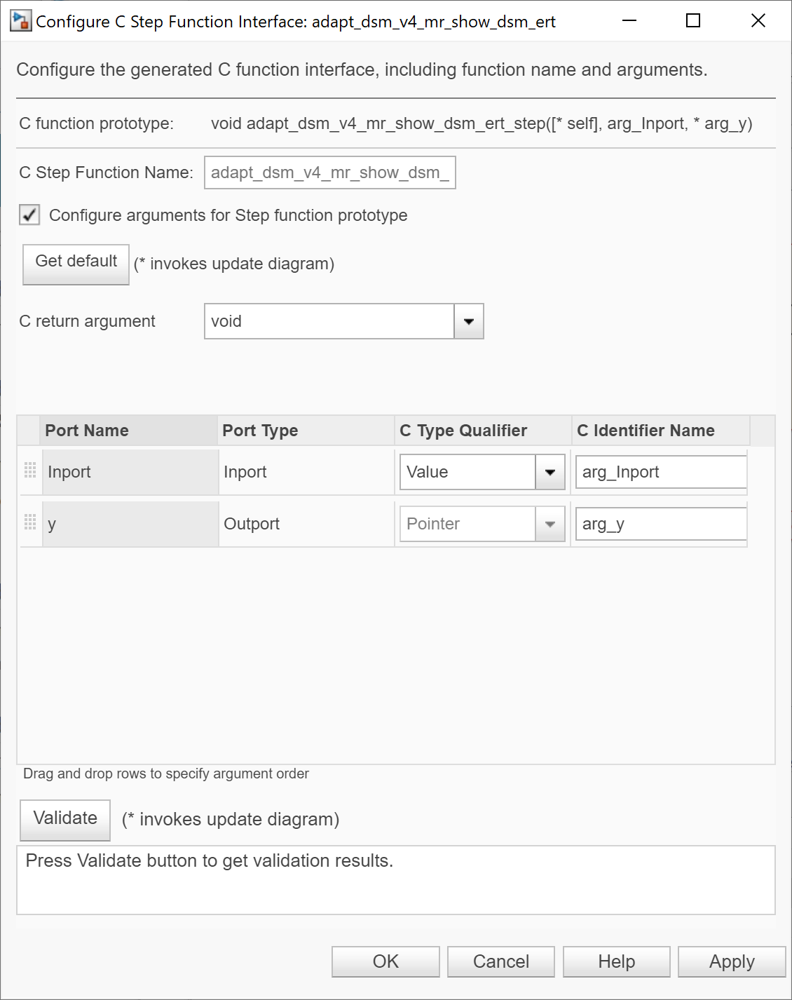 Configure C Step Function Interface: adapt_dsm_v4_mr_show_dsm_ert
Configure the generated C function interface, including function name and arguments.
C function prototype: void adapt_dsm_v4_mr_show_dsm_ert_step([* self], arg_Inport, * arg_y)
C Step Function Name: adapt_dsm_v4_mr_show_dsm_
Configure arguments for Step function prototype
Get default (* invokes update diagram)
C return argument void
Port Name Port Type C Type Qualifier C Identifier Name
Inport Inport Value arg_Inport
y Outport Pointer arg_y
Drag and drop rows to specify argument order
Validate (* invokes update diagram)
Press Validate button to get validation results.
OK Cancel Help Apply